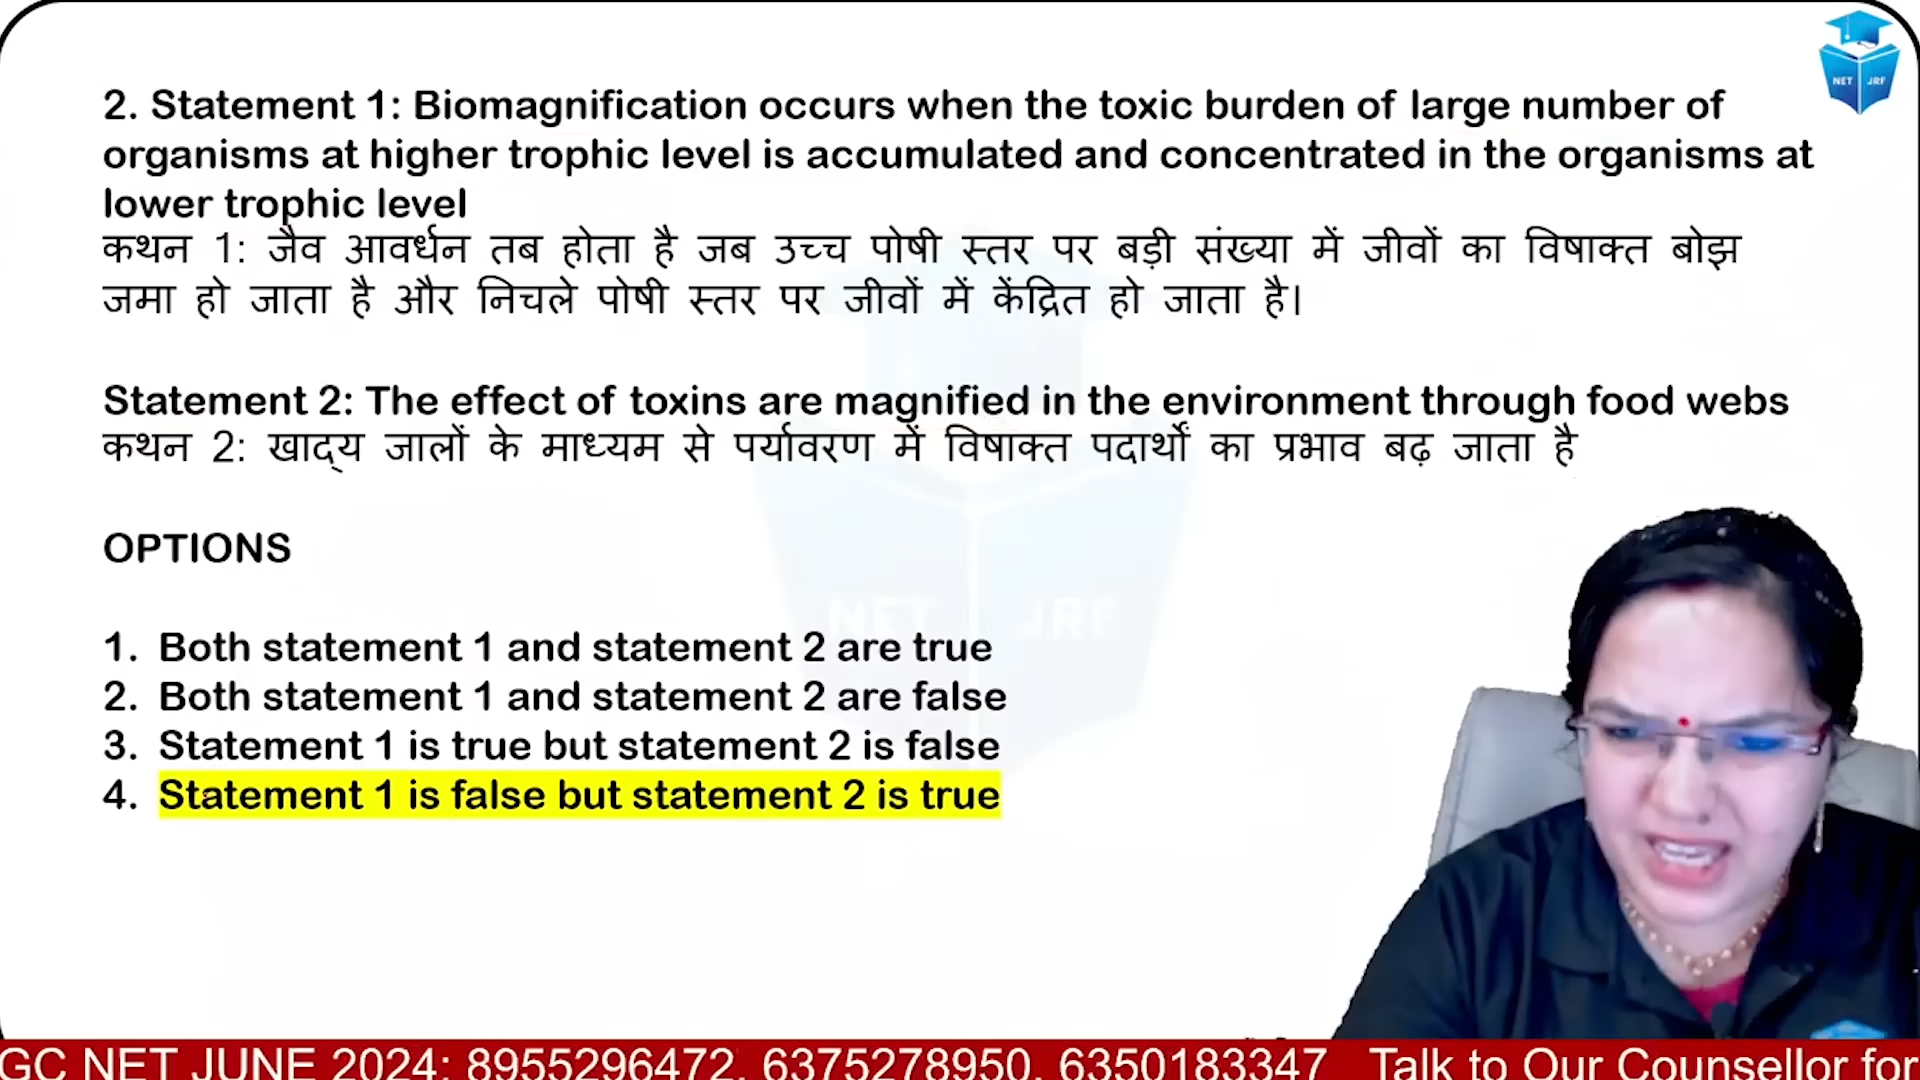 NET JRF
2. Statement 1: Biomagnification occurs when the toxic burden of large number of
organisms at higher trophic level is accumulated and concentrated in the organisms at
lower trophic level
कथन 1: जैव आवर्धन तब होता है जब उच्च पोषी स्तर पर बड़ी संख्या में जीवों का विषाक्त बोझ
जमा हो जाता है और निचले पोषी स्तर पर जीवों में केंद्रित हो जाता है।
Statement 2: The effect of toxins are magnified in the environment through food webs
कथन 2: खाद्य जालों के माध्यम से पर्यावरण में विषाक्त पदार्थों का प्रभाव बढ़ जाता है
OPTIONS
NET JRF
1. Both statement 1 and statement 2 are true
2. Both statement 1 and statement 2 are false
3. Statement 1 is true but statement 2 is false
4. Statement 1 is false but statement 2 is true
GC NET JUNE 2024: 8955296472, 6375278950, 6350183347 Talk to Our Counsellor for